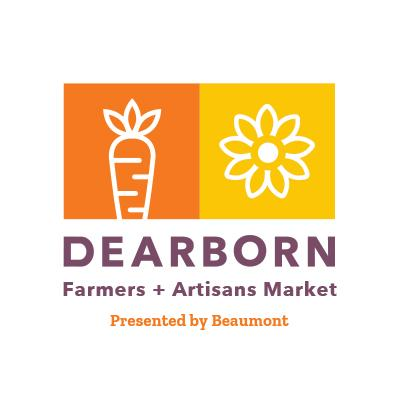 DEARBORN
Farmers + Artisans Market
Presented by Beaumont